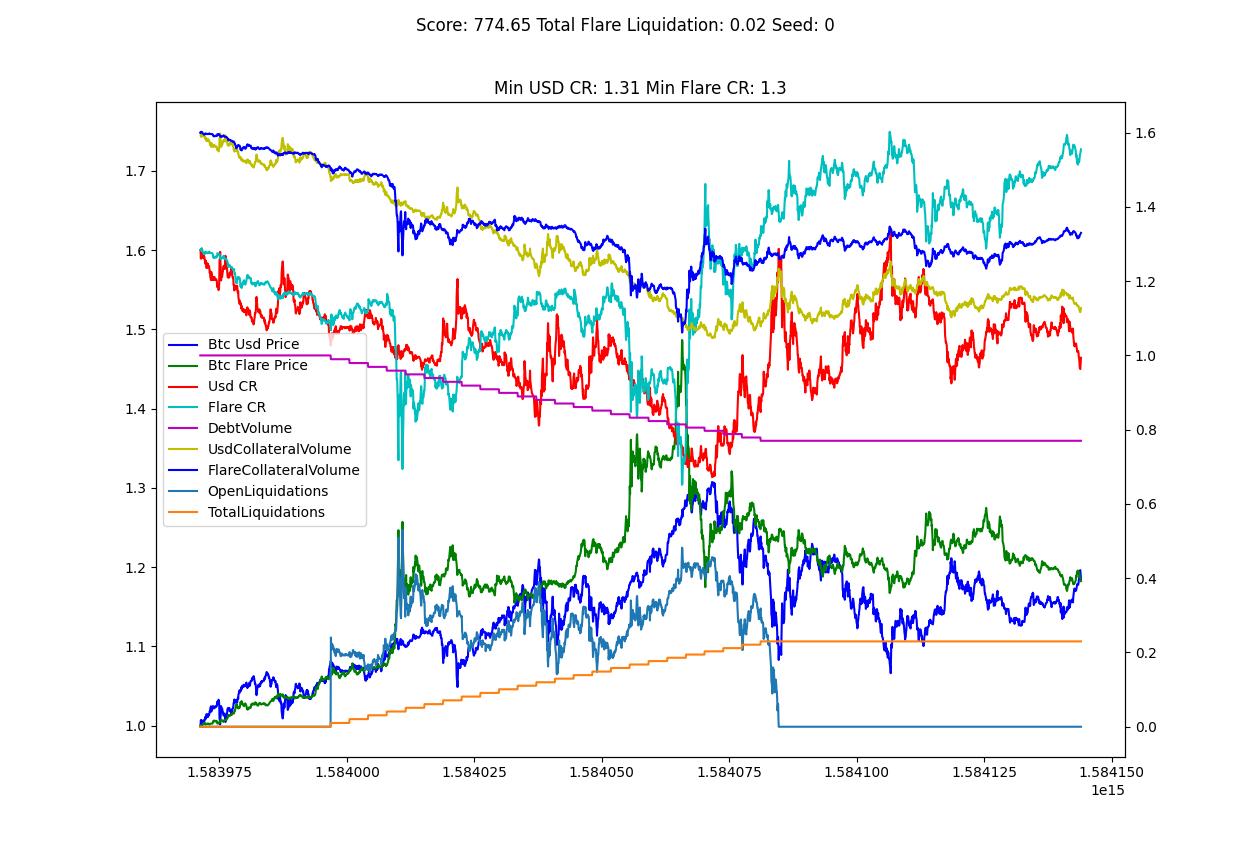 Score: 774.65 Total Flare Liquidation: 0.02 Seed: 0
Min USD CR: 1.31 Min Flare CR: 1.3
1.7
1.6
1.5
1.4
1.3
1.2
1.1
1.0
1.6
1.4
1.2
1.0
0.8
0.6
0.4
0.2
0.0
Btc Usd Price
Btc Flare Price
Usd CR
Flare CR
DebtVolume
UsdCollateralVolume
FlareCollateralVolume
OpenLiquidations
TotalLiquidations
1.583975 1.584000 1.584025 1.584050 1.584075 1.584100 1.584125 1.584150
1e15